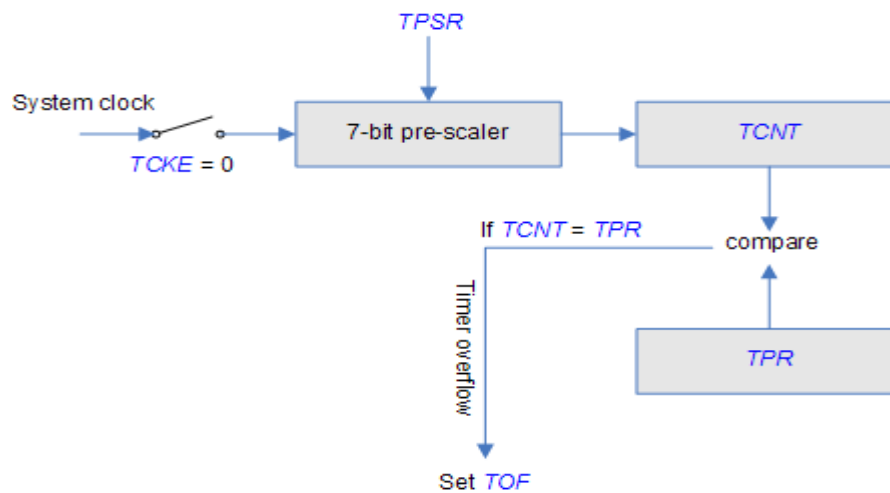 TPSR
System clock
7-bit pre-scaler
TCNT
TCKE = 0
If TCNT = TPR
compare
Timer overflow
TPR
Set TOF